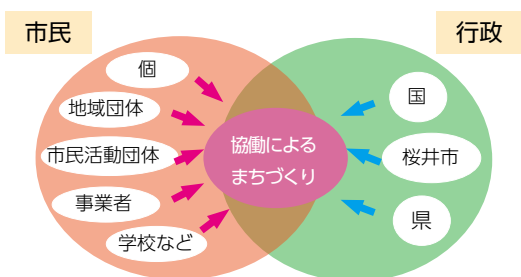 市民
行政
個
地域団体
市民活動団体
事業者
学校など
協働による
まちづくり
国
桜井市
県